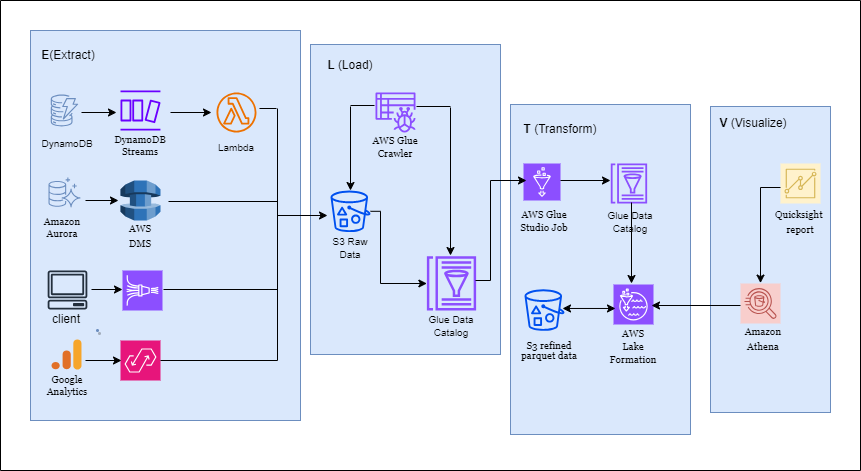 E(Extract)
DynamoDB
DynamoDB
Streams
Lambda
Amazon
Aurora
AWS
DMS
client
Google
Analytics
L (Load)
AWS Glue
Crawler
S3 Raw
Data
Glue Data
Catalog
T (Transform)
AWS Glue
Studio Job
Glue Data
Catalog
S3 refined
parquet data
AWS
Lake
Formation
V (Visualize)
Quicksight
report
Amazon
Athena